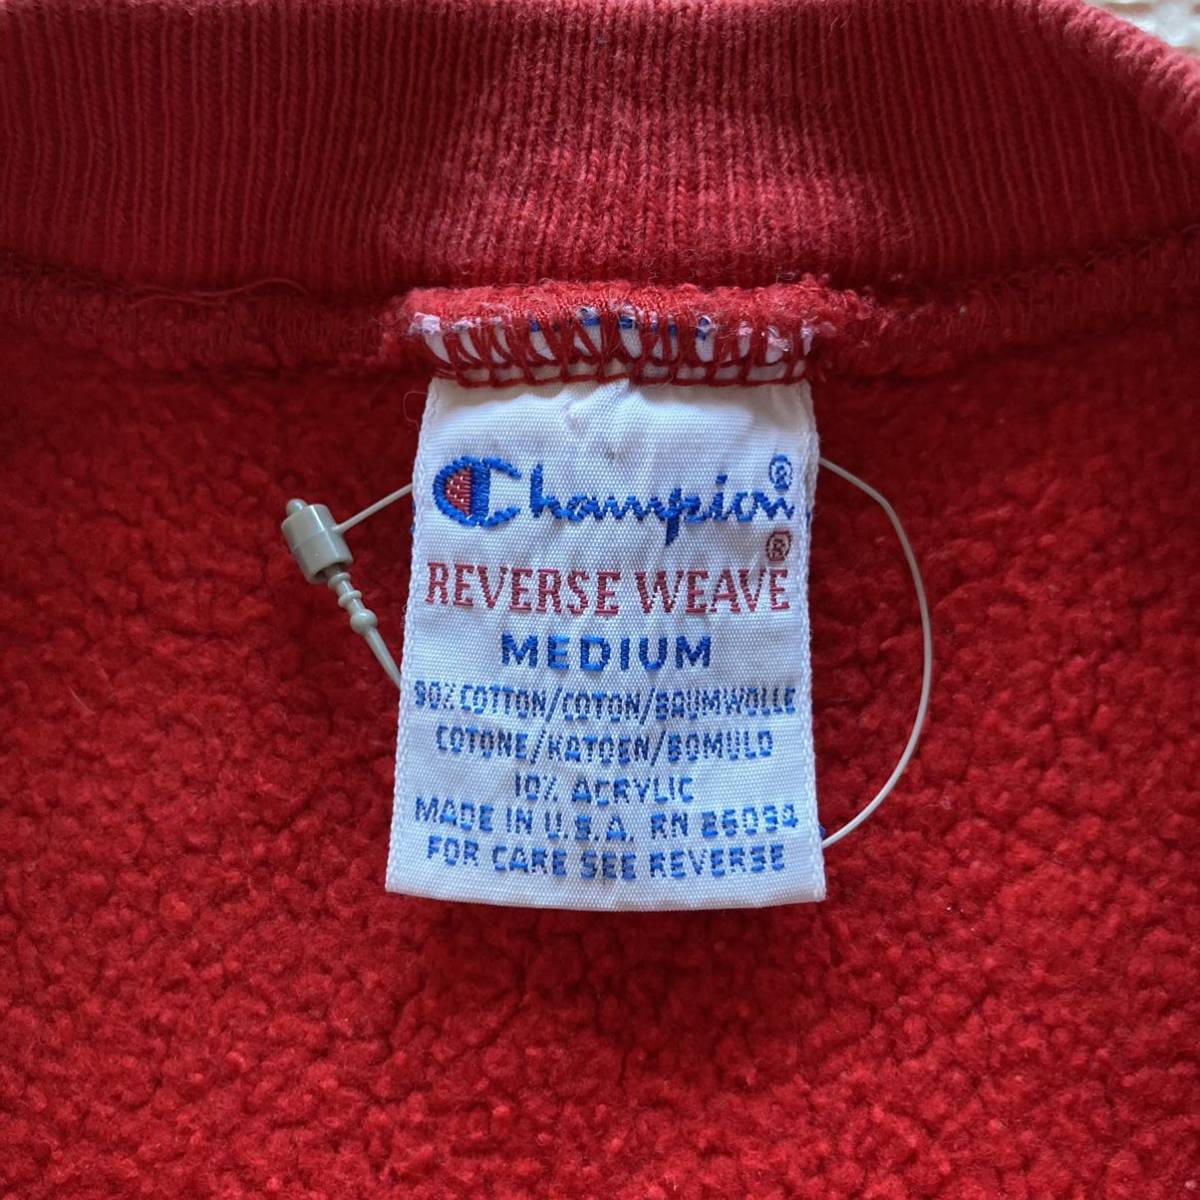 Champion®
REVERSE WEAVE®
MEDIUM
90% COTTON/COTON/BAUMWOLLE
COTONE/KATOEN/BOMULD
10% ACRYLIC
MADE IN U.S.A. RN 26094
FOR CARE SEE REVERSE